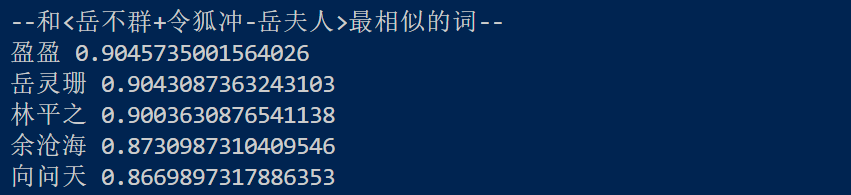 --和<岳不群+令狐冲-岳夫人>最相似的词--
盈盈 0.9045735001564026
岳灵珊 0.9043087363243103
林平之 0.9003630876541138
余沧海 0.8730987310409546
向问天 0.8669897317886353